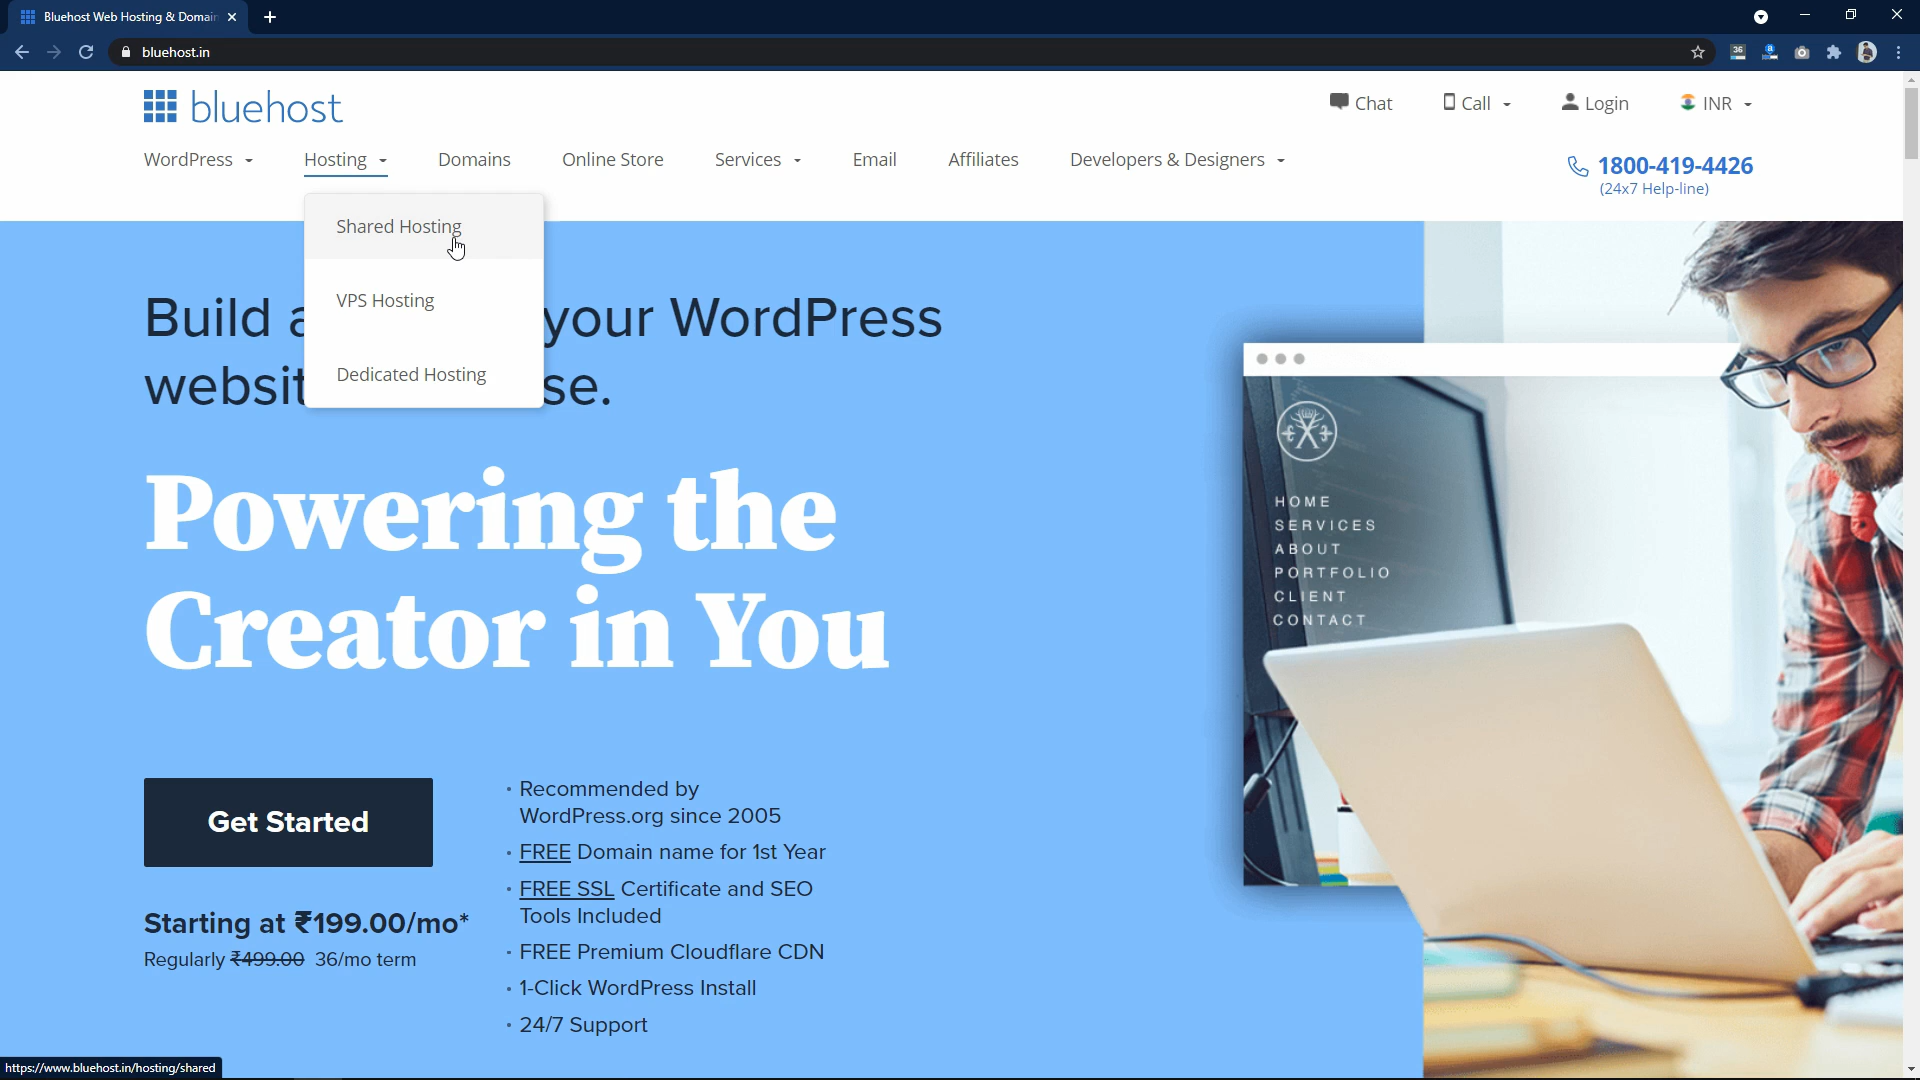 Bluehost Web Hosting & Domain
bluehost.in
36
bluehost
Chat
Call
Login
INR
WordPress
Hosting
Domains
Online Store
Services
Email
Affiliates
Developers & Designers
1800-419-4426
(24x7 Help-line)
Shared Hosting
VPS Hosting
Dedicated Hosting
Build your WordPress
se.
Powering the
Creator in You
HOME
SERVICES
ABOUT
PORTFOLIO
CLIENT
CONTACT
Get Started
Starting at ₹199.00/mo*
Regularly ₹499.00 36/mo term
· Recommended by
WordPress.org since 2005
· FREE Domain name for 1st Year
· FREE SSL Certificate and SEO
Tools Included
· FREE Premium Cloudflare CDN
· 1-Click WordPress Install
· 24/7 Support
https://www.bluehost.in/hosting/shared